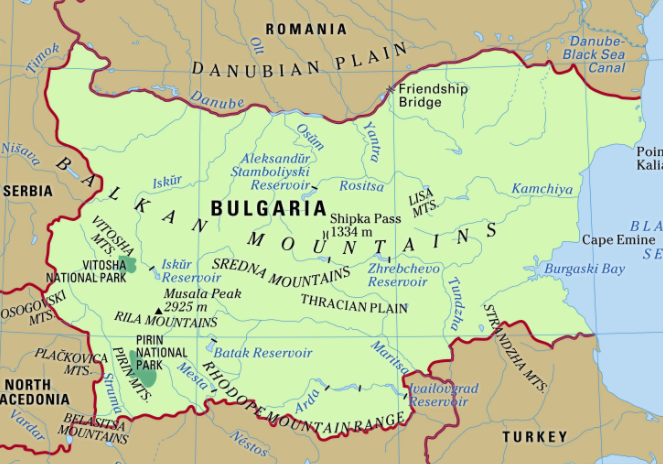 ROMANIA
Olt
Danube-
Black Sea
Canal
Timok
DANUBIAN PLAIN
Danube
Friendship
Bridge
Nišava
Osŭm
Yantra
Aleksandŭr
Stamboliyski
Reservoir
Poin
Kalia
SERBIA
Iskŭr
Rositsa
LISA
MTS.
Kamchiya
BALKAN MOUNTAINS
BULGARIA
Shipka Pass
1334 m
VITOSHA
MTS.
BLA
SE
Cape Emine
VITOSHA
NATIONAL PARK
Iskŭr
Reservoir
SREDNA MOUNTAINS
Zhrebchevo
Reservoir
Burgaski Bay
Musala Peak
2925 m
THRACIAN PLAIN
Tundzha
OSOGOVSKI
MTS.
RILA MOUNTAINS
STRANDZHA MTS.
PLAČKOVICA
MTS.
PIRIN
NATIONAL
PARK
Batak Reservoir
Maritsa
PIRIN MTS.
NORTH
ACEDONIA
Struma
Mesta
RHODOPE MOUNTAIN RANGE
Arda
Ivailovgrad
Reservoir
BELASITSA
MOUNTAINS
Vardar
Néstos
TURKEY